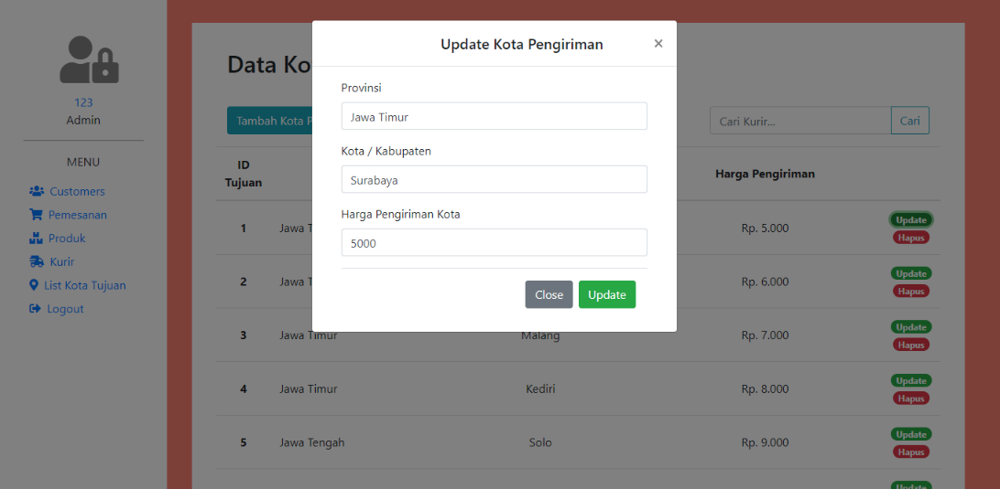 123
Admin
MENU
Customers
Pemesanan
Produk
Kurir
List Kota Tujuan
Logout
Data Ko
Tambah Kota P
Cari Kurir...
Cari
ID
Tujuan
Harga Pengiriman
1 Jawa T Rp. 5.000 Update
Hapus
2 Jawa T Rp. 6.000 Update
Hapus
3 Jawa Timur Malang Rp. 7.000 Update
Hapus
4 Jawa Timur Kediri Rp. 8.000 Update
Hapus
5 Jawa Tengah Solo Rp. 9.000 Update
Hapus
Update
Update Kota Pengiriman ×
Provinsi
Jawa Timur
Kota / Kabupaten
Surabaya
Harga Pengiriman Kota
5000
Close Update